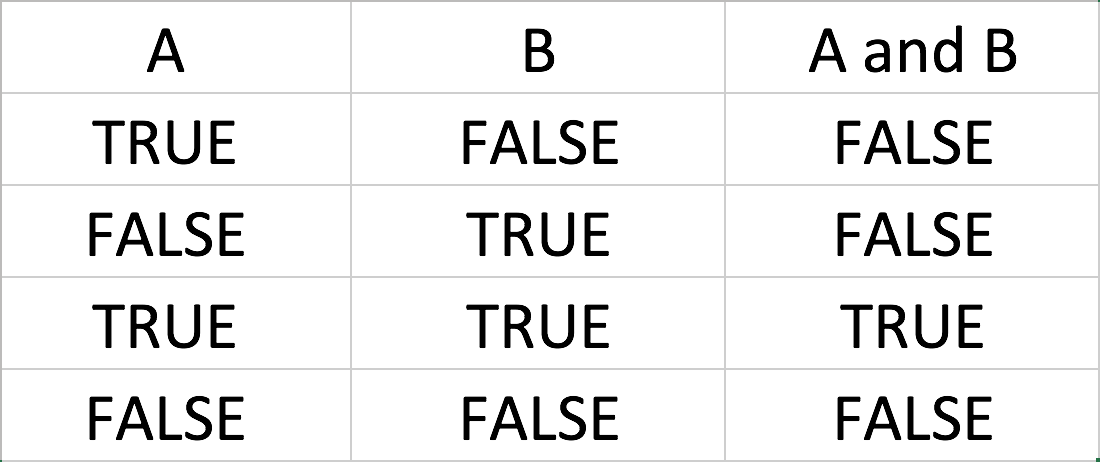 A B A and B
TRUE FALSE FALSE
FALSE TRUE FALSE
TRUE TRUE TRUE
FALSE FALSE FALSE